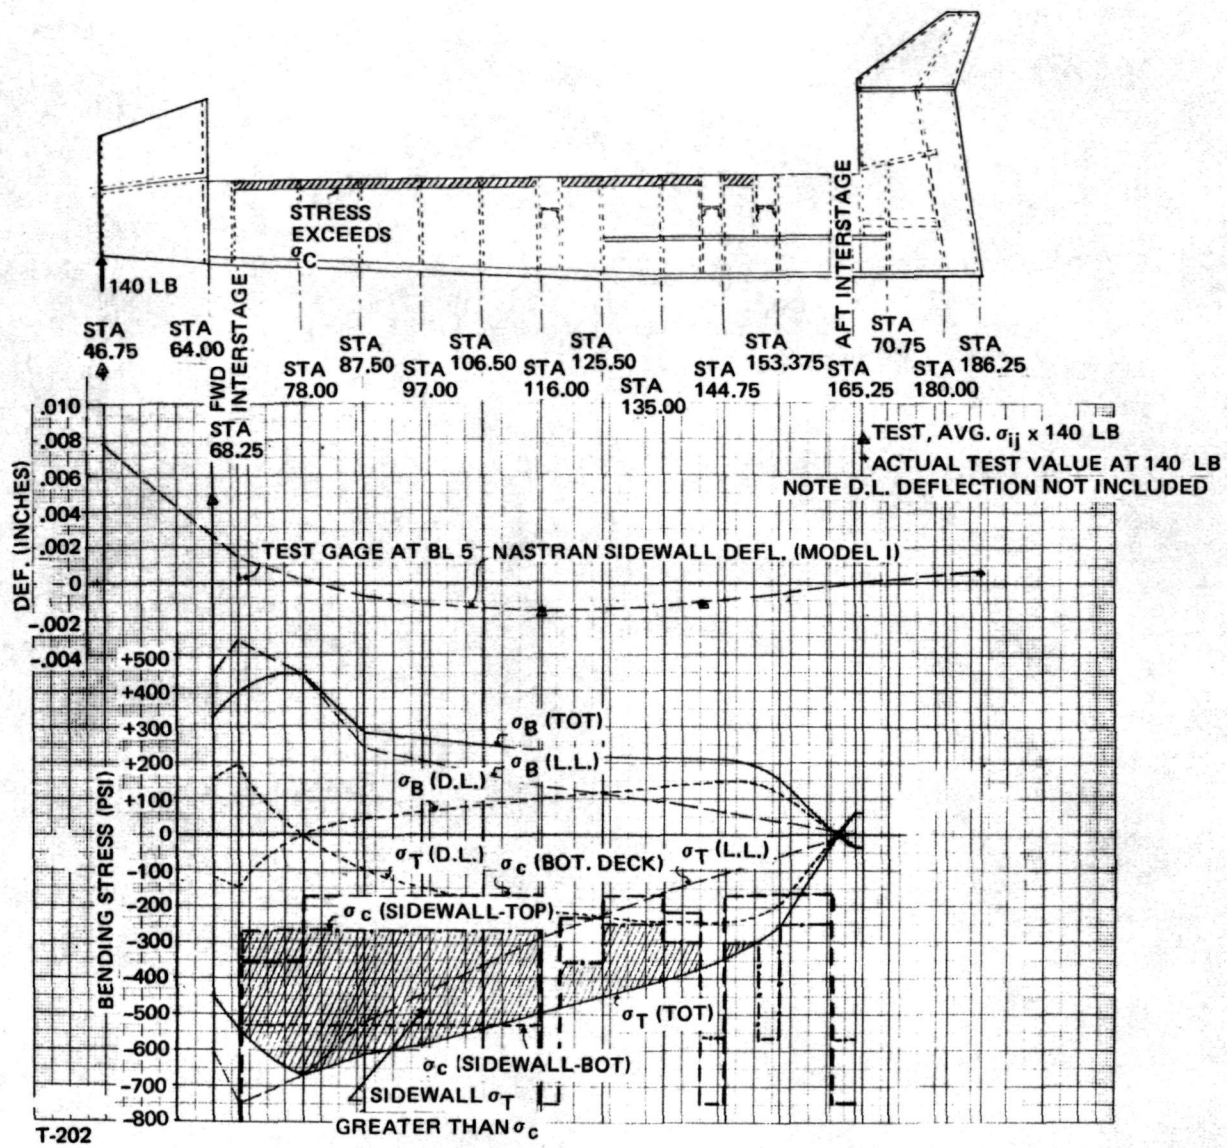 STRESS
EXCEEDS
σC
140 LB
FWD INTERSTAGE
AFT INTERSTAGE
STA
46.75
STA
64.00
STA
68.25
STA
78.00
STA
87.50
STA
97.00
STA
106.50
STA
116.00
STA
125.50
STA
135.00
STA
144.75
STA
153.375
STA
165.25
STA
70.75
STA
180.00
STA
186.25
TEST, AVG. σij x 140 LB
ACTUAL TEST VALUE AT 140 LB
NOTE D.L. DEFLECTION NOT INCLUDED
DEF. (INCHES)
.010
.008
.006
.004
.002
0
-.002
-.004
TEST GAGE AT BL 5
NASTRAN SIDEWALL DEFL. (MODEL I)
BENDING STRESS (PSI)
+500
+400
+300
+200
+100
0
-100
-200
-300
-400
-500
-600
-700
-800
σB (TOT)
σB (L.L.)
σB (D.L.)
σT (D.L.)
σc (BOT. DECK)
σT (L.L.)
σc (SIDEWALL-TOP)
σT (TOT)
σc (SIDEWALL-BOT)
SIDEWALL σT
GREATER THAN σc
T-202